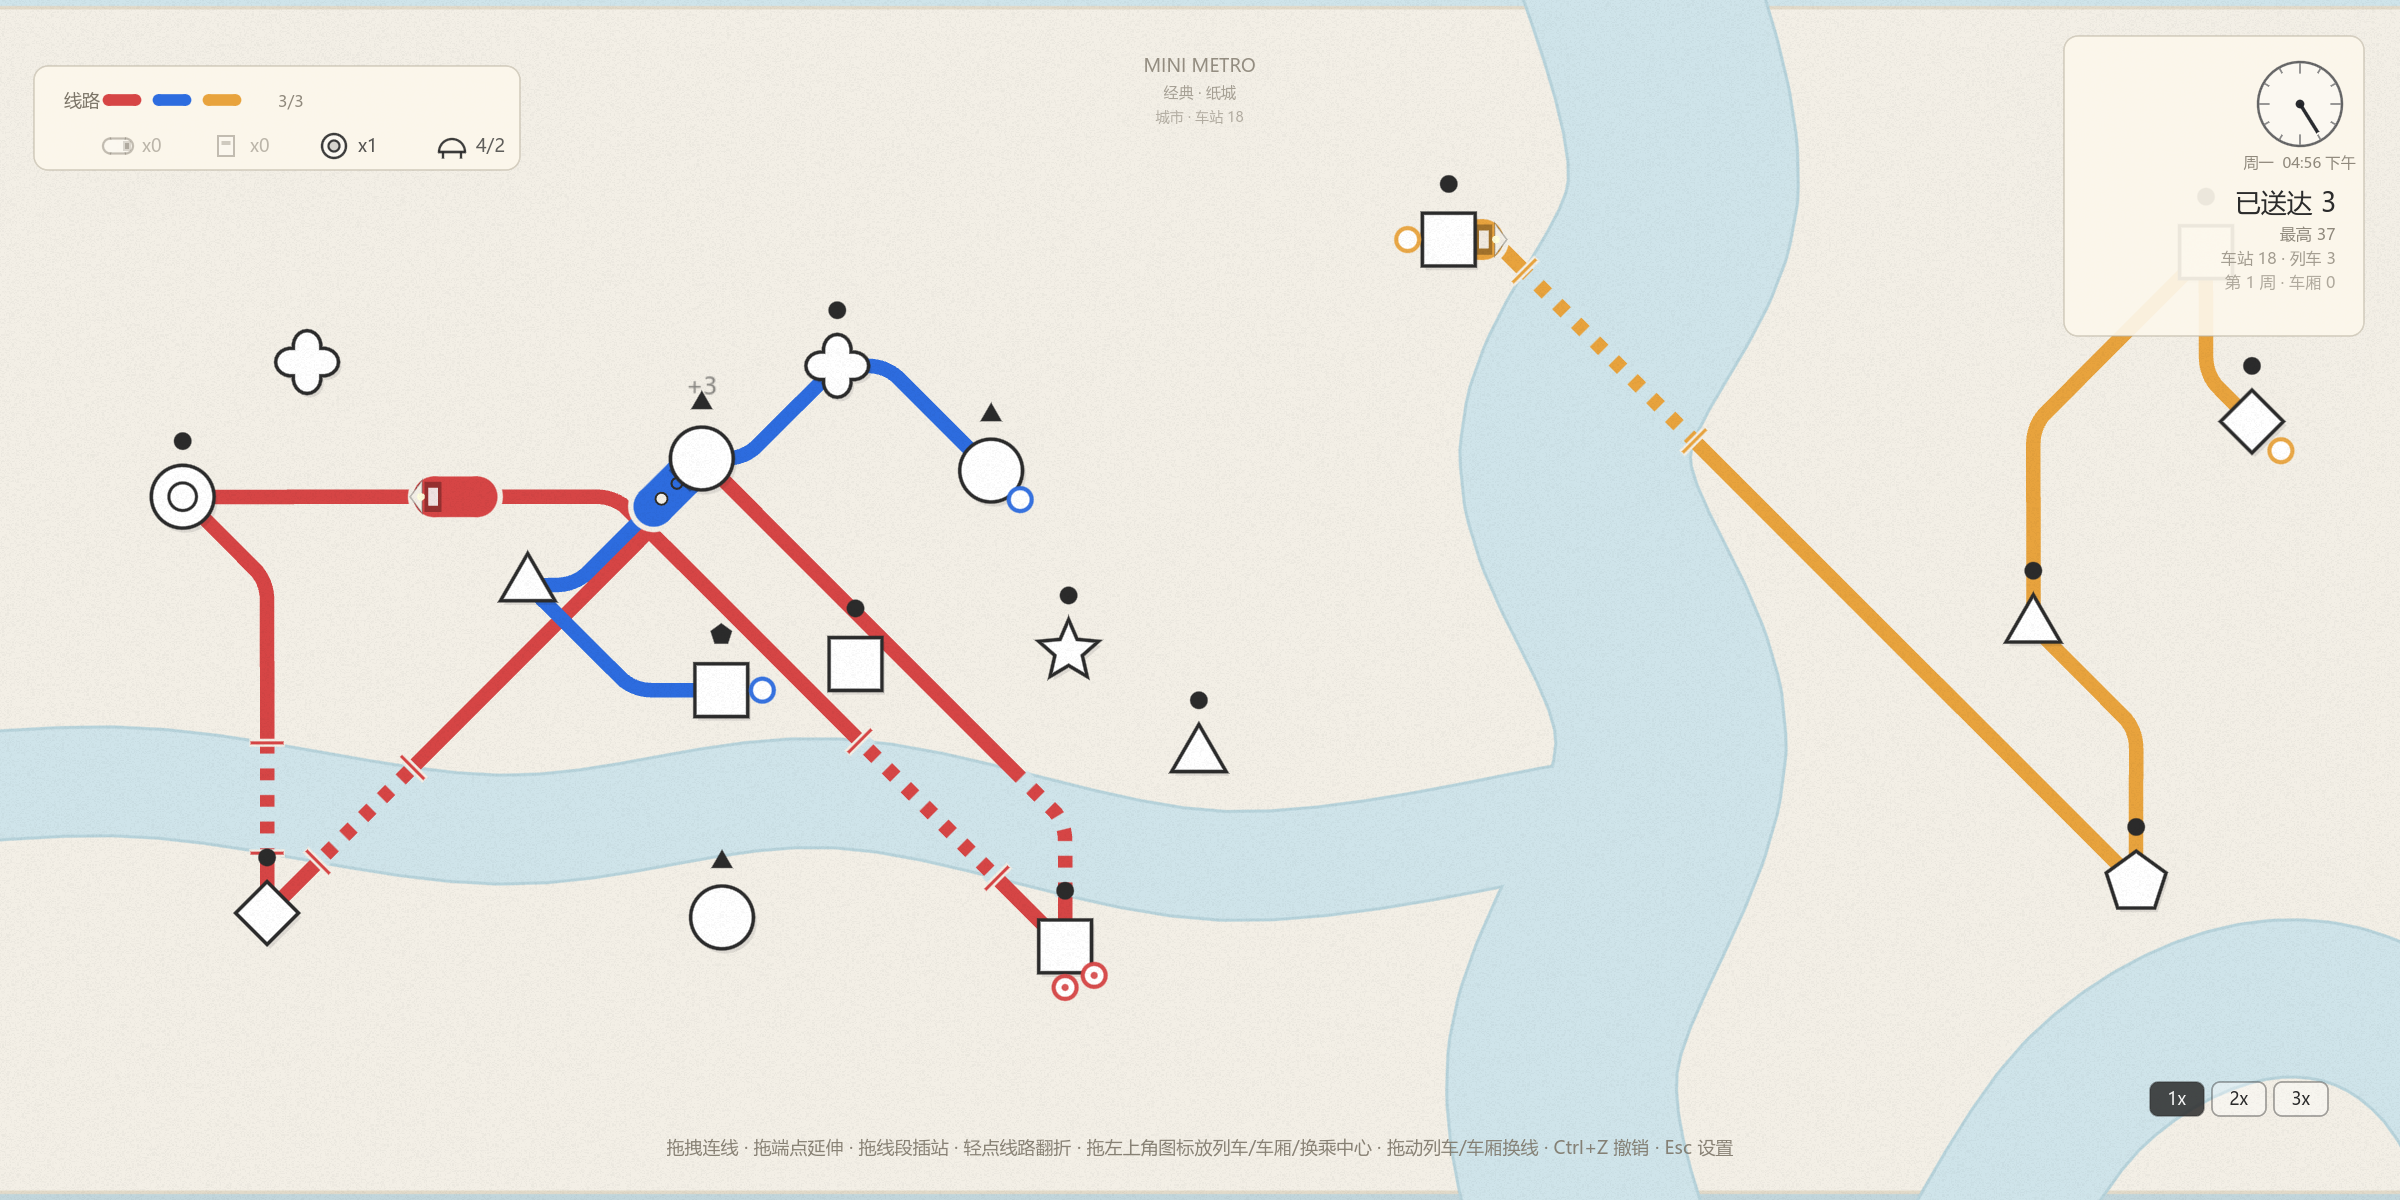 线路 3/3
x0 x0 x1 4/2
MINI METRO
经典 · 纸城
城市 · 车站 18
周一 04:56 下午
已送达 3
最高 37
车站 18 · 列车 3
第 1 周 · 车厢 0
+3
1x 2x 3x
拖拽连线 · 拖端点延伸 · 拖线段插站 · 轻点线路翻折 · 拖左上角图标放列车/车厢/换乘中心 · 拖动列车/车厢换线 · Ctrl+Z 撤销 · Esc 设置